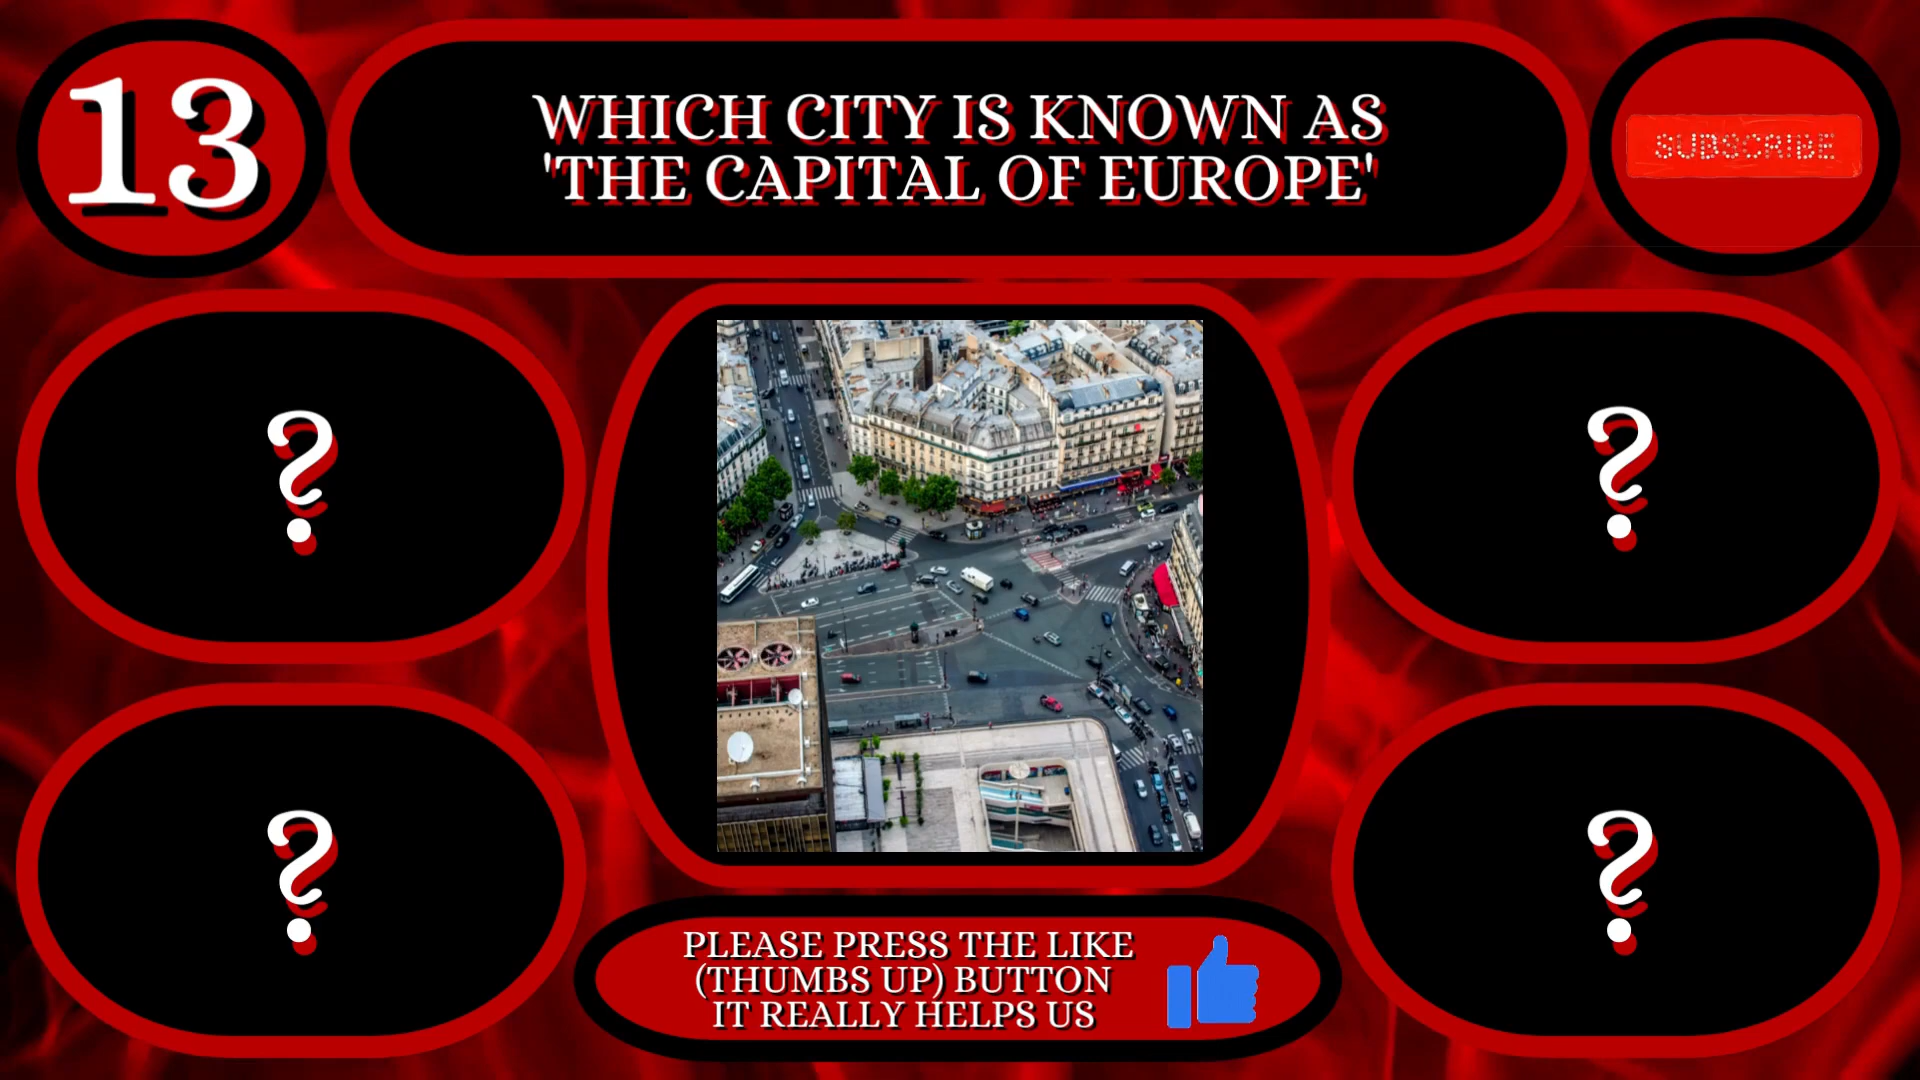 13
WHICH CITY IS KNOWN AS
'THE CAPITAL OF EUROPE'
SUBSCRIBE
?
?
?
?
PLEASE PRESS THE LIKE
(THUMBS UP) BUTTON
IT REALLY HELPS US